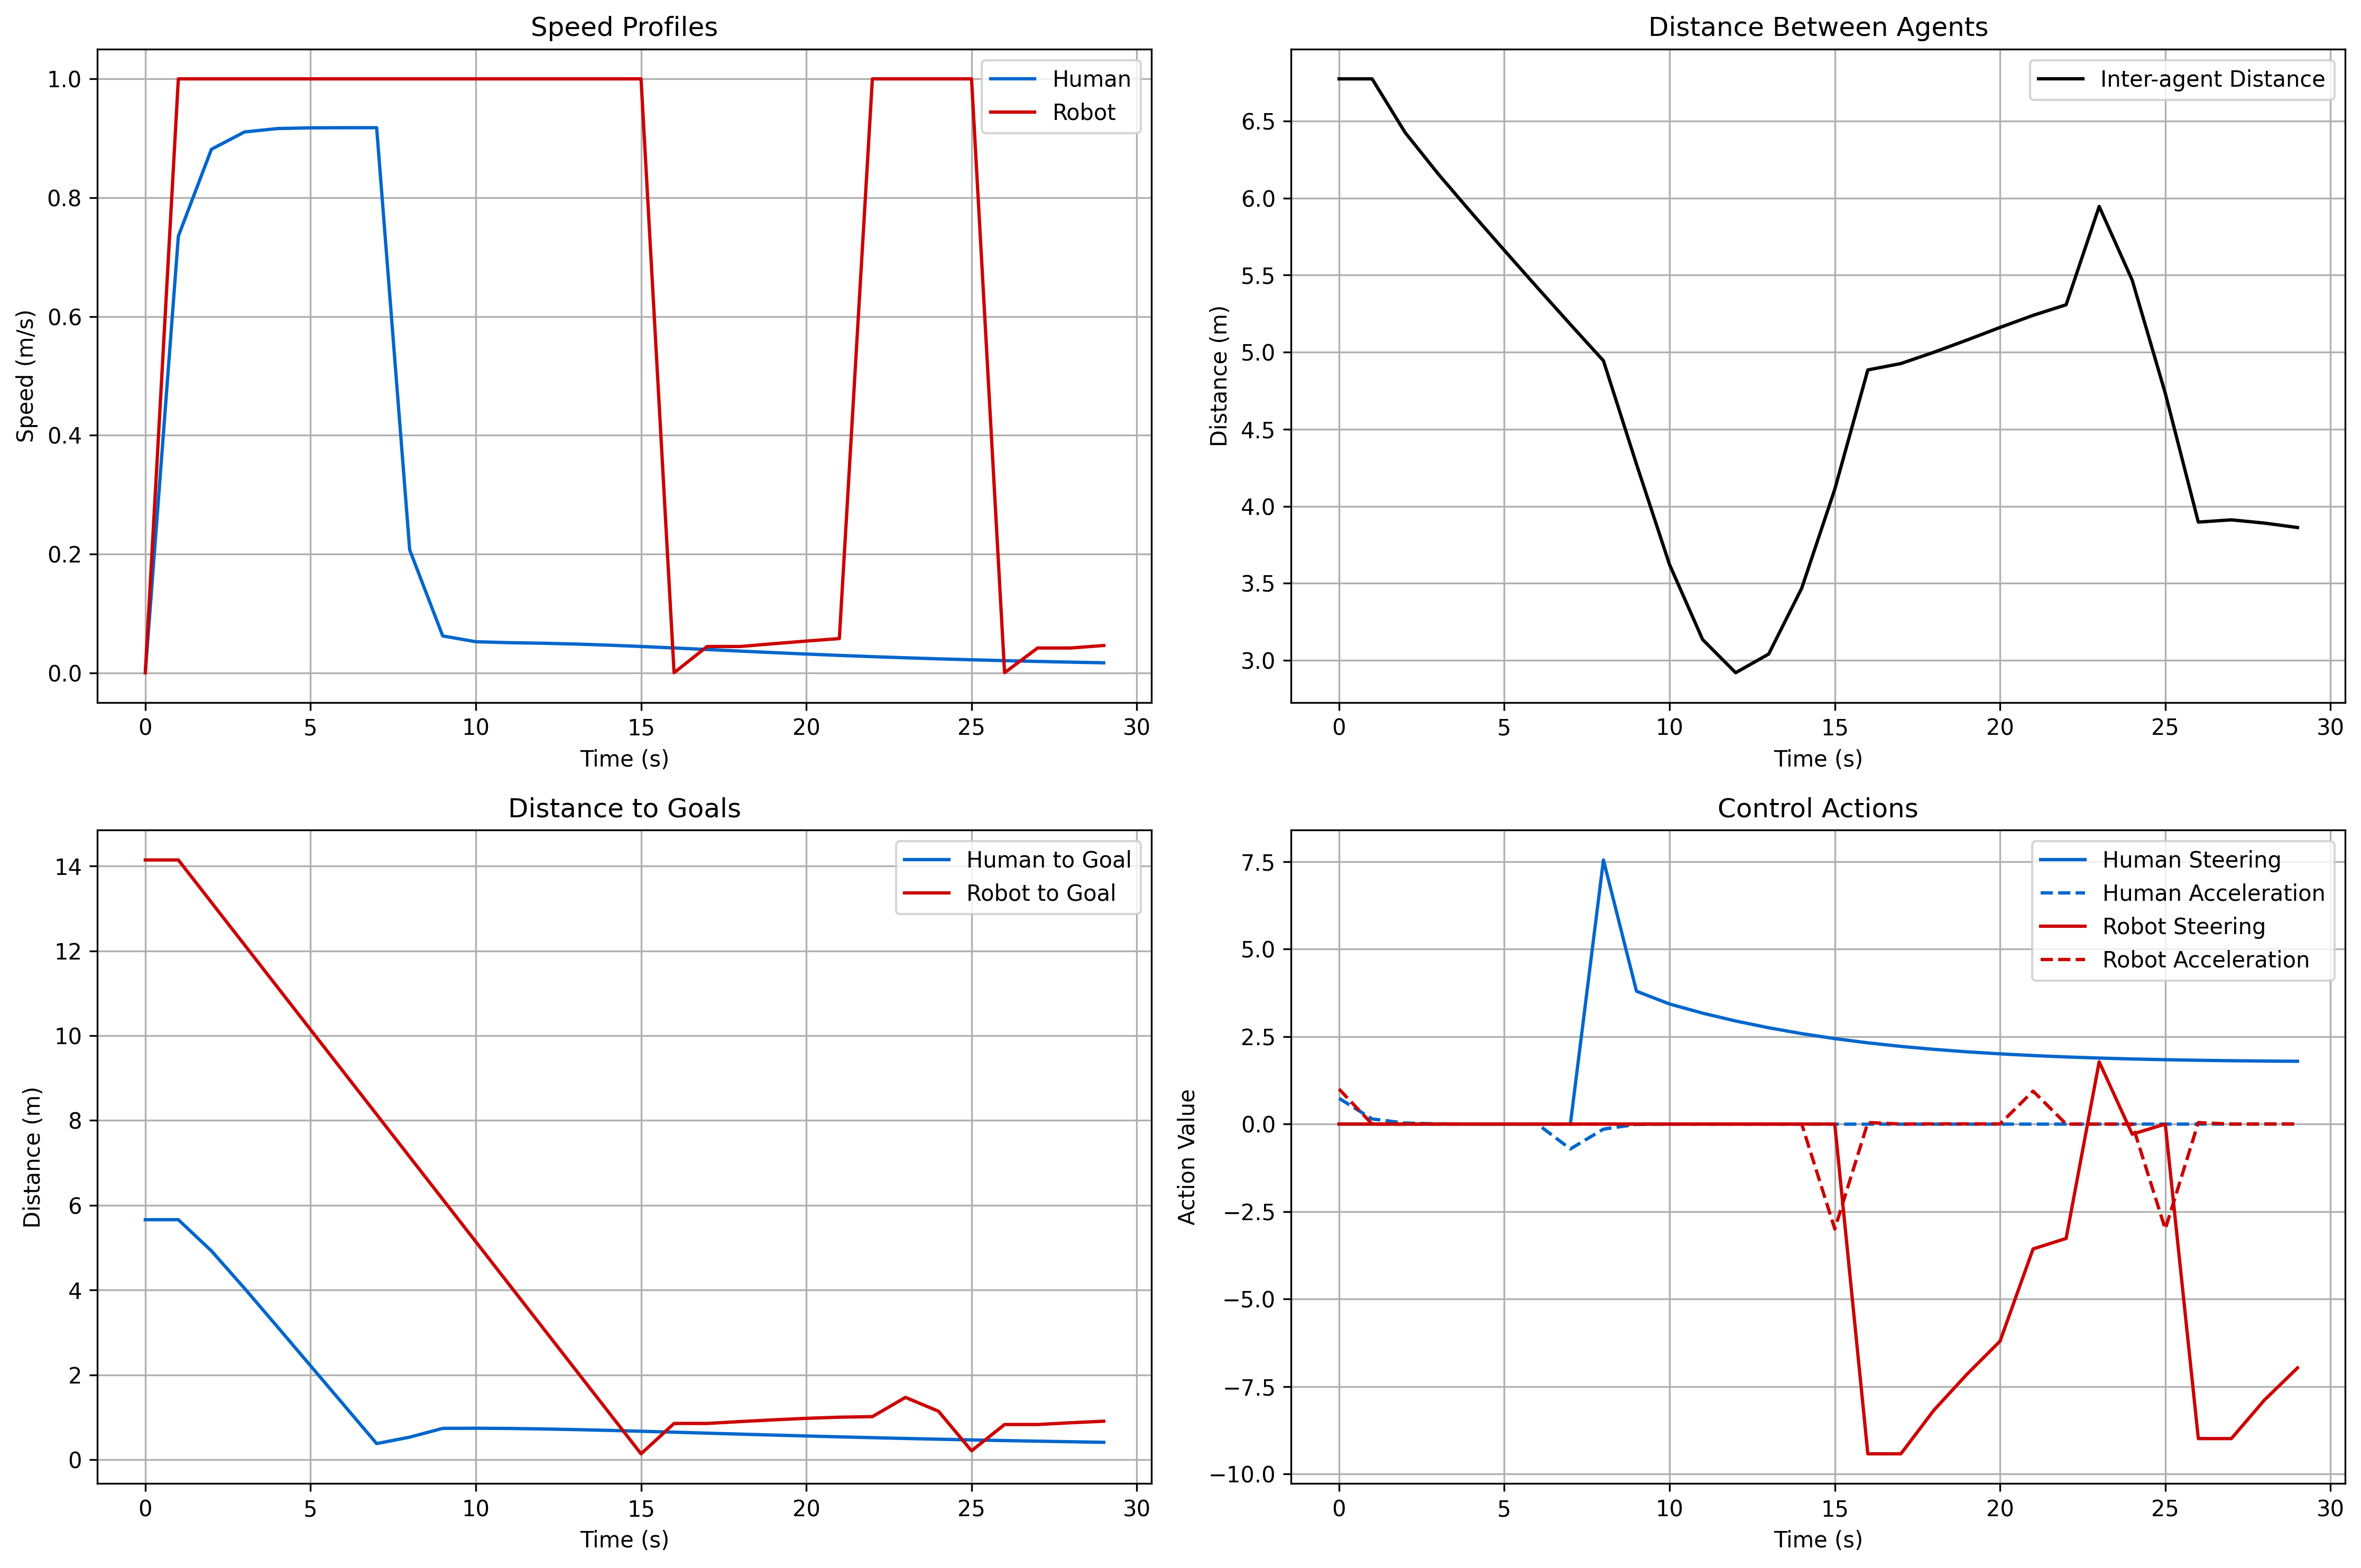 Speed Profiles
Speed (m/s)
1.0
0.8
0.6
0.4
0.2
0.0
0 5 10 15 20 25 30
Time (s)
Human
Robot
Distance Between Agents
Distance (m)
6.5
6.0
5.5
5.0
4.5
4.0
3.5
3.0
0 5 10 15 20 25 30
Time (s)
Inter-agent Distance
Distance to Goals
Distance (m)
14
12
10
8
6
4
2
0
0 5 10 15 20 25 30
Time (s)
Human to Goal
Robot to Goal
Control Actions
Action Value
7.5
5.0
2.5
0.0
−2.5
−5.0
−7.5
−10.0
0 5 10 15 20 25 30
Time (s)
Human Steering
Human Acceleration
Robot Steering
Robot Acceleration